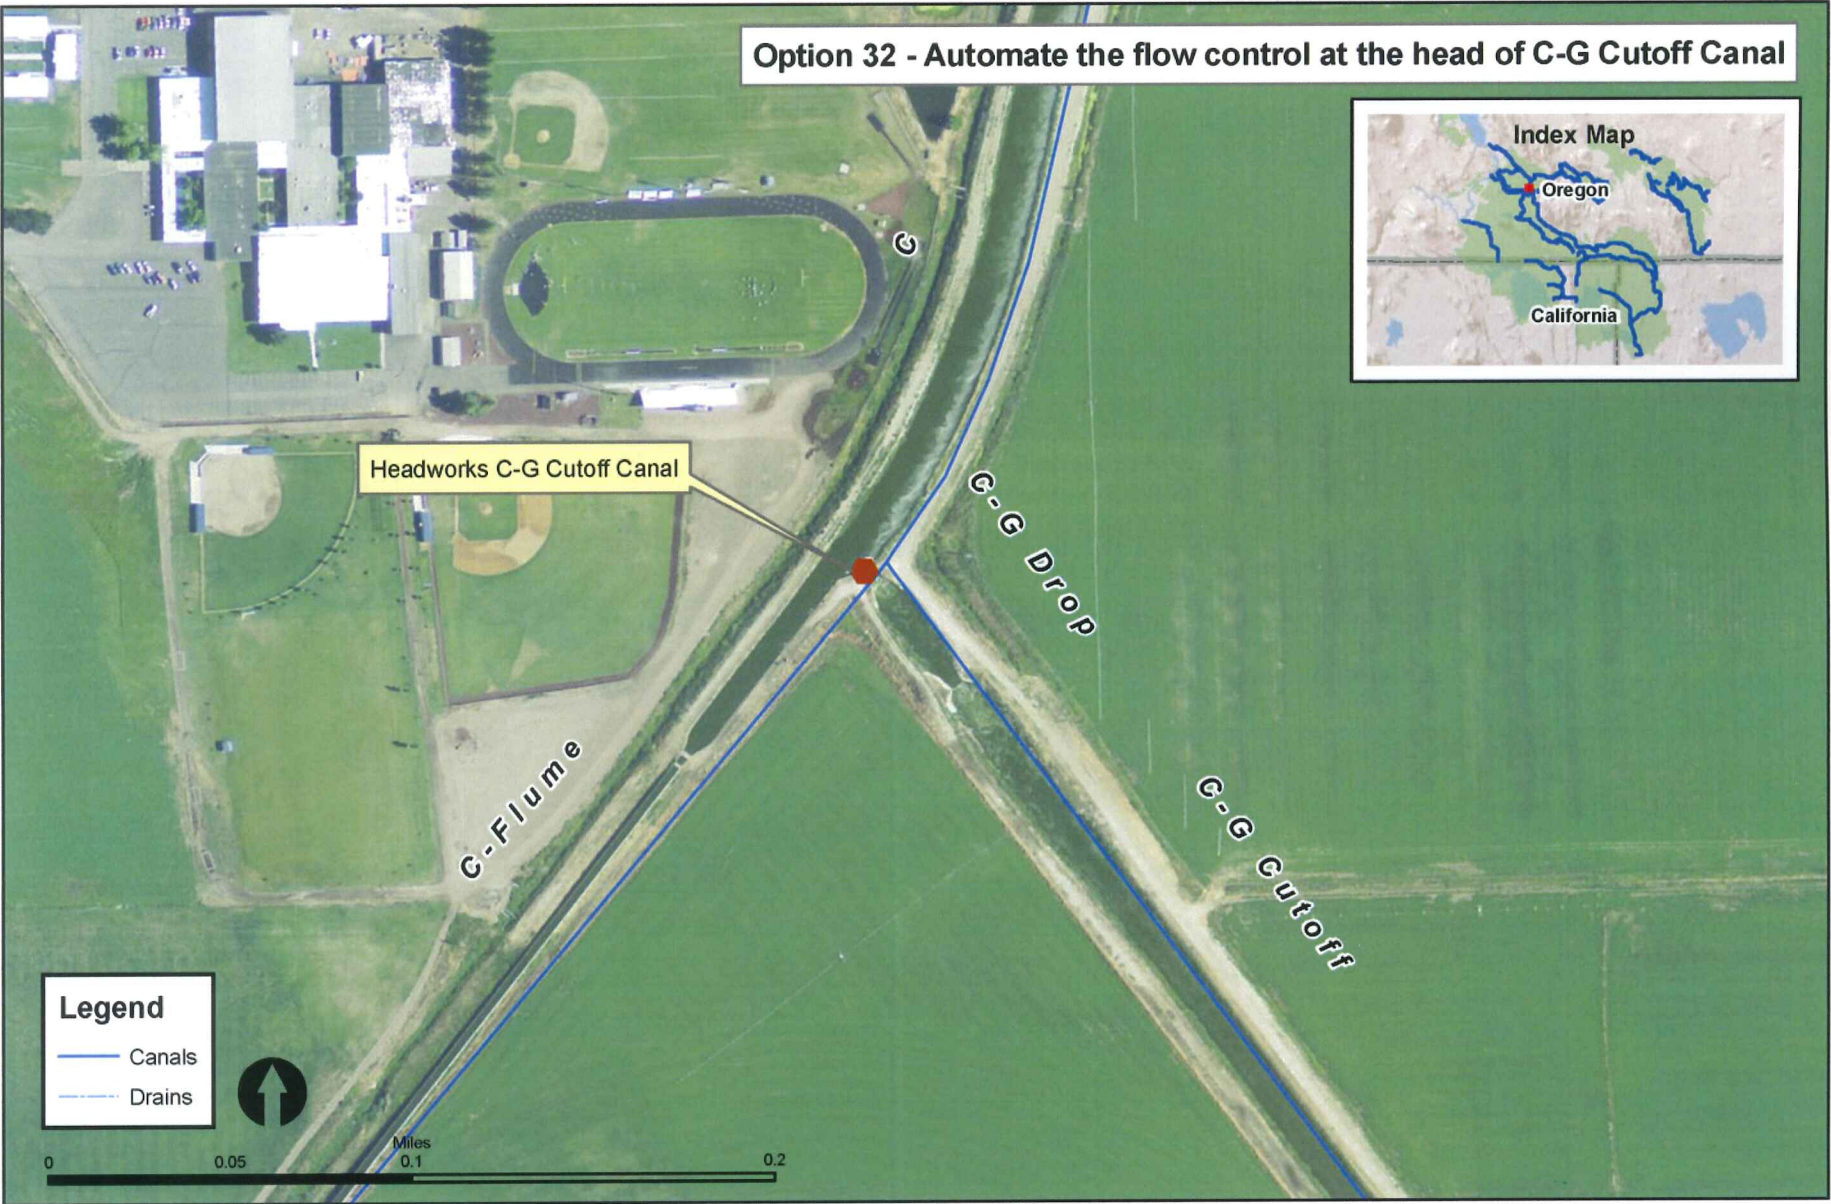 Option 32 - Automate the flow control at the head of C-G Cutoff Canal
Index Map
Oregon
California
C
Headworks C-G Cutoff Canal
C-G Drop
C-Flume
C-G Cutoff
Legend
Canals
Drains
Miles
0 0.05 0.1 0.2